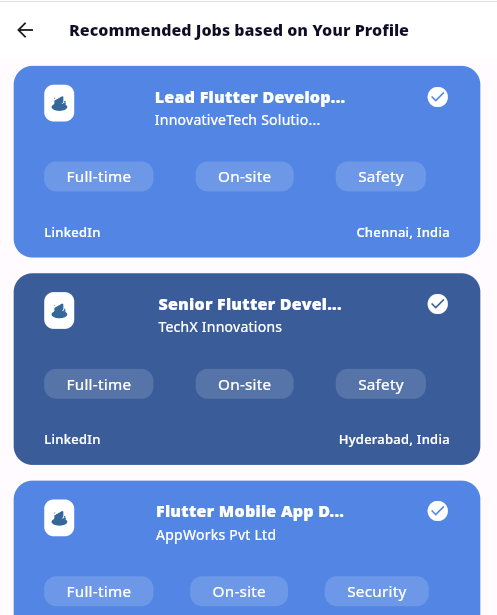 Recommended Jobs based on Your Profile
Lead Flutter Develop...
InnovativeTech Solutio...
Full-time On-site Safety
LinkedIn Chennai, India
Senior Flutter Devel...
TechX Innovations
Full-time On-site Safety
LinkedIn Hyderabad, India
Flutter Mobile App D...
AppWorks Pvt Ltd
Full-time On-site Security